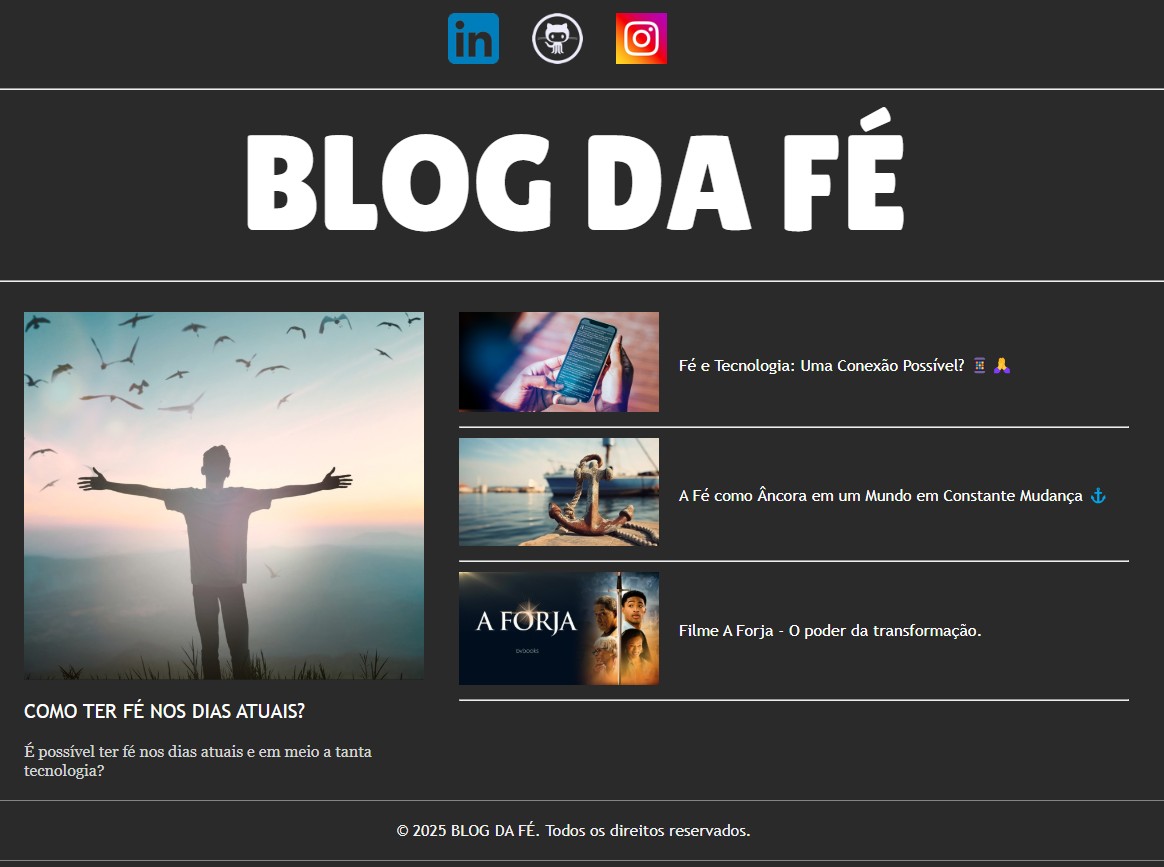 in
BLOG DA FÉ
Fé e Tecnologia: Uma Conexão Possível? 📱🙏
A Fé como Âncora em um Mundo em Constante Mudança ⚓
A FORJA
Filme A Forja - O poder da transformação.
COMO TER FÉ NOS DIAS ATUAIS?
É possível ter fé nos dias atuais e em meio a tanta
tecnologia?
© 2025 BLOG DA FÉ. Todos os direitos reservados.